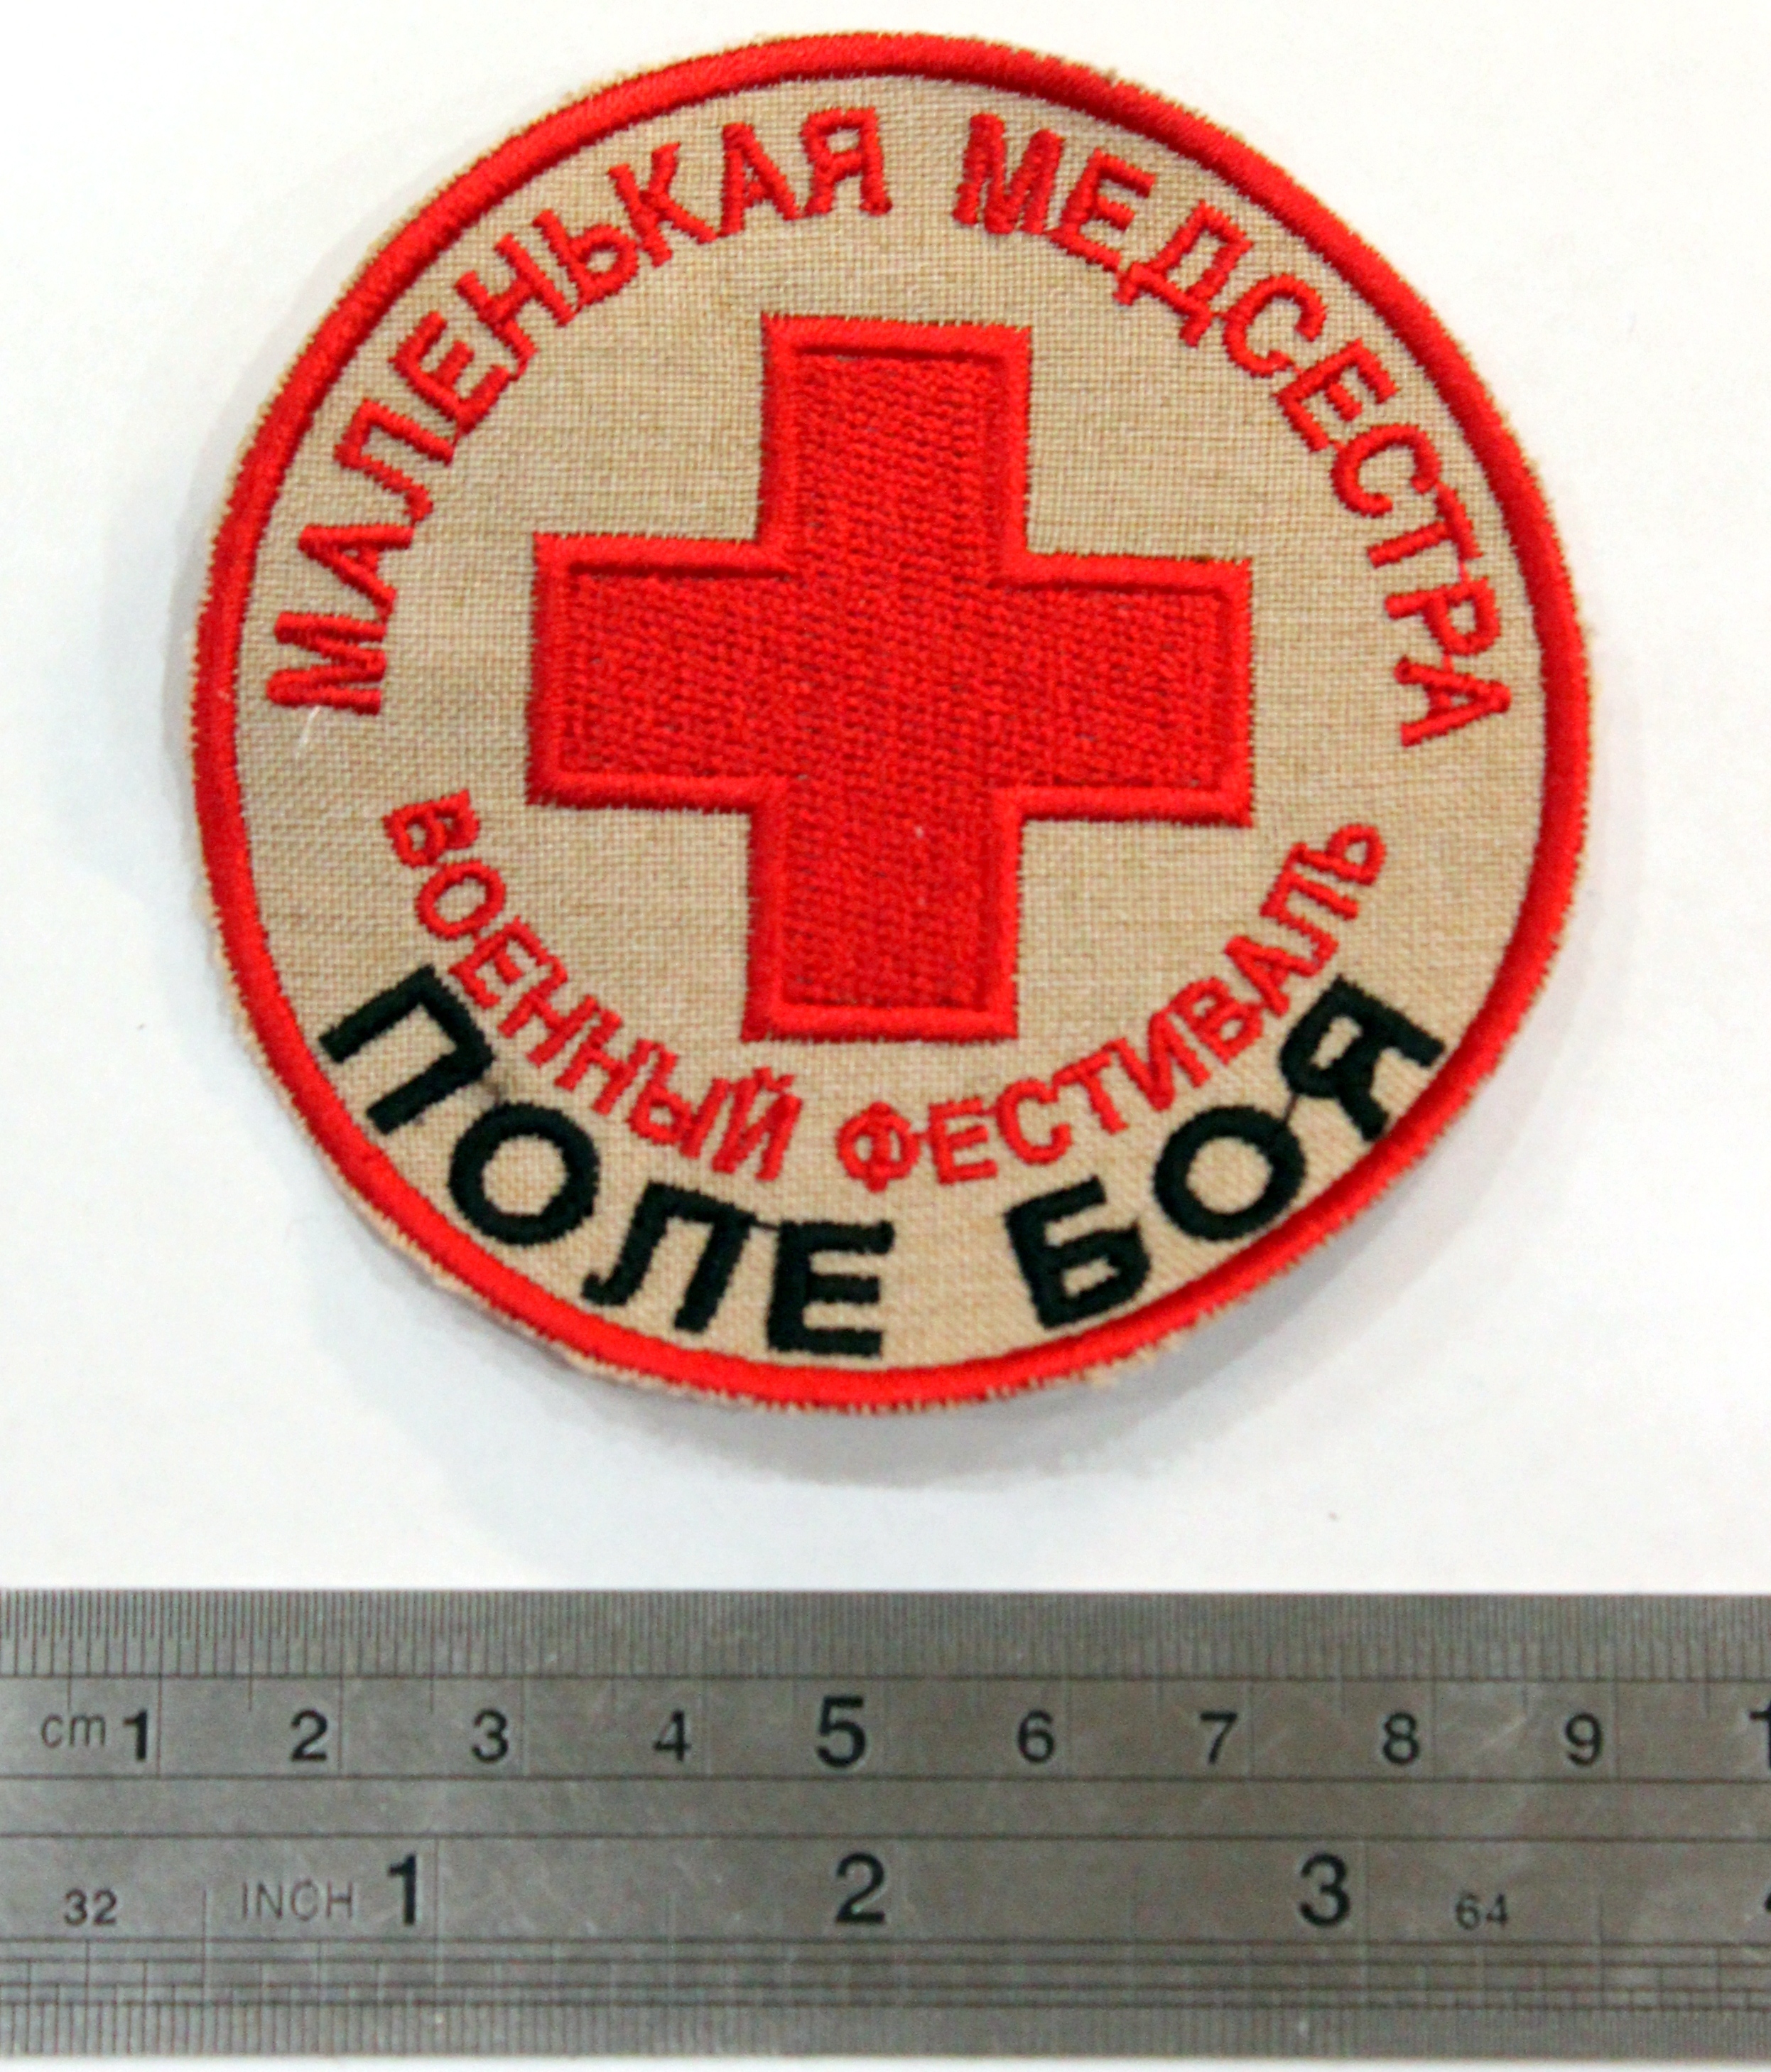 МАЛЕНЬКАЯ МЕДСЕСТРА
ВОЕННЫЙ ФЕСТИВАЛЬ
ПОЛЕ БОЯ
cm 1 2 3 4 5 6 7 8 9 1
32 INCH 1 2 3 64